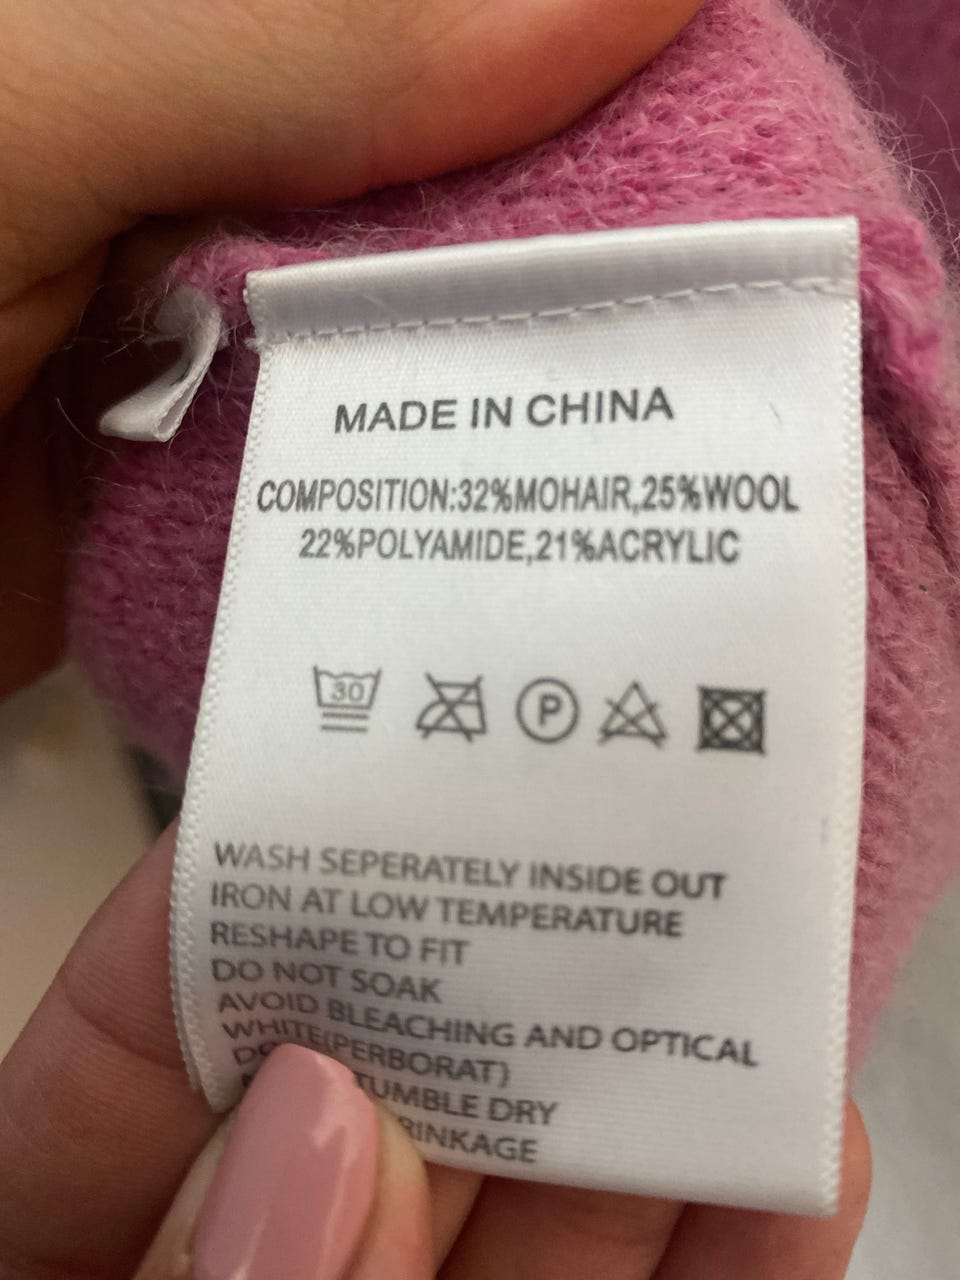 MADE IN CHINA
COMPOSITION:32%MOHAIR,25%WOOL
22%POLYAMIDE,21%ACRYLIC
30
P
WASH SEPERATELY INSIDE OUT
IRON AT LOW TEMPERATURE
RESHAPE TO FIT
DO NOT SOAK
AVOID BLEACHING AND OPTICAL
WHITE(PERBORAT)
TUMBLE DRY